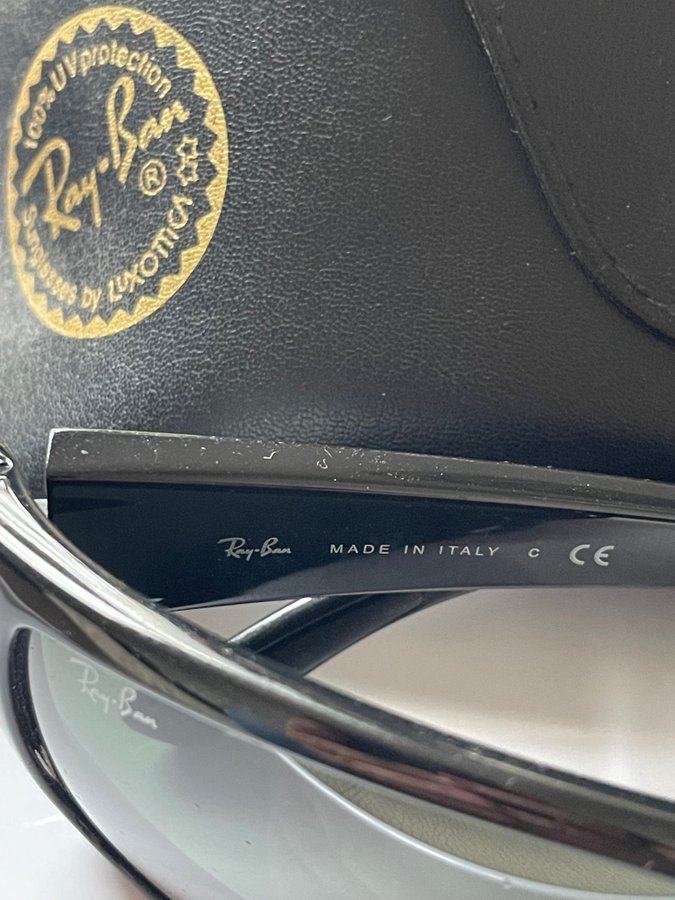 100% UV protection
Ray-Ban ®
Sunglasses by LUXOTTICA
Ray-Ban MADE IN ITALY C CE
Ray-Ban